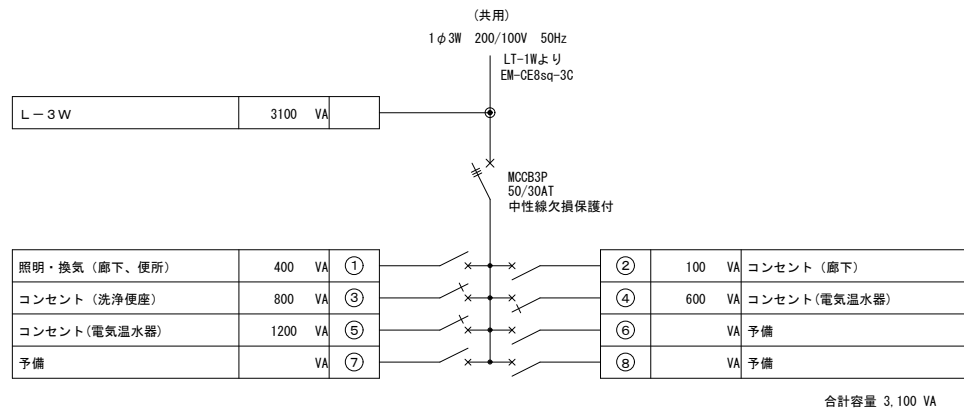 (共用)
1φ3W 200/100V 50Hz
LT-1Wより
EM-CE8sq-3C
L－3W 3100 VA
MCCB3P
50/30AT
中性線欠損保護付
照明・換気（廊下、便所） 400 VA ① ② 100 VA コンセント（廊下）
コンセント（洗浄便座） 800 VA ③ ④ 600 VA コンセント(電気温水器)
コンセント(電気温水器) 1200 VA ⑤ ⑥ VA 予備
予備 VA ⑦ ⑧ VA 予備
合計容量 3,100 VA